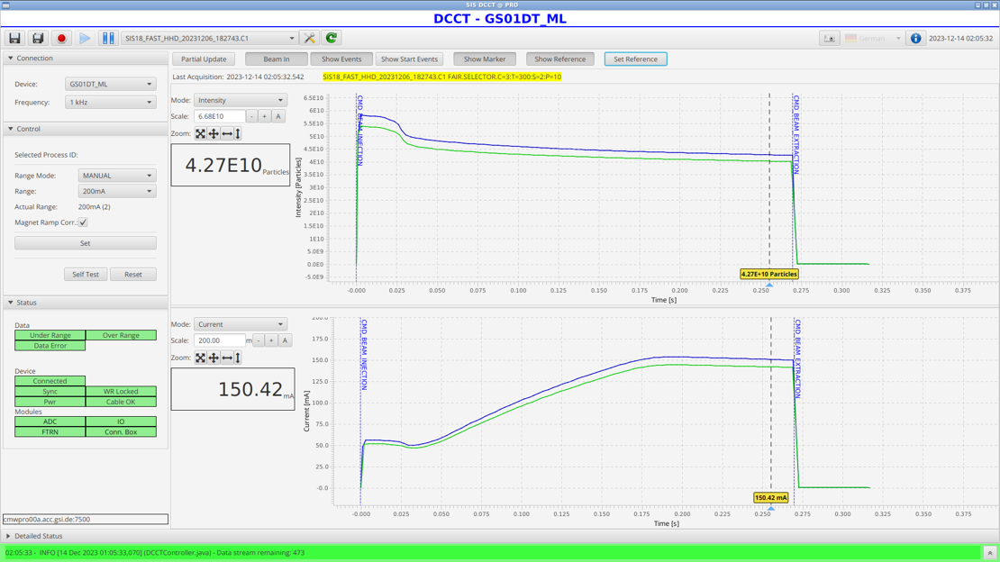 SIS DCCT @ PRO
DCCT - GS01DT_ML
SIS18_FAST_HHD_20231206_182743.C1
German
2023-12-14 02:05:32
Connection
Device:
GS01DT_ML
Frequency:
1 kHz
Control
Selected Process ID:
Range Mode:
MANUAL
Range:
200mA
Actual Range:
200mA (2)
Magnet Ramp Corr.:
Set
Self Test
Reset
Status
Data
Under Range
Over Range
Data Error
Device
Connected
Sync
WR Locked
Pwr
Cable OK
Modules
ADC
IO
FTRN
Conn. Box
cmwpro00a.acc.gsi.de:7500
Partial Update
Beam In
Show Events
Show Start Events
Show Marker
Show Reference
Set Reference
Last Acquisition: 2023-12-14 02:05:32.542
SIS18_FAST_HHD_20231206_182743.C1 FAIR.SELECTOR.C=3:T=300:S=2:P=10
Mode:
Intensity
Scale:
6.68E10
-
+
A
Zoom:
4.27E10 Particles
Intensity [Particles]
6.5E10
6E10
5.5E10
5E10
4.5E10
4E10
3.5E10
3E10
2.5E10
2E10
1.5E10
1E10
5.0E9
0.0E0
-5.0E9
CMD_BEAM_INJECTION
CMD_BEAM_EXTRACTION
4.27E+10 Particles
-0.000
0.025
0.050
0.075
0.100
0.125
0.150
0.175
0.200
0.225
0.250
0.275
0.300
0.325
0.350
0.375
Time [s]
Mode:
Current
Scale:
200.00
m
-
+
A
Zoom:
150.42 mA
Current [mA]
200.0
175.0
150.0
125.0
100.0
75.0
50.0
25.0
-0.0
CMD_BEAM_INJECTION
CMD_BEAM_EXTRACTION
150.42 mA
-0.000
0.025
0.050
0.075
0.100
0.125
0.150
0.175
0.200
0.225
0.250
0.275
0.300
0.325
0.350
0.375
Time [s]
Detailed Status
02:05:33 - INFO [14 Dec 2023 01:05:33,070] (DCCTController.java) - Data stream remaining: 473